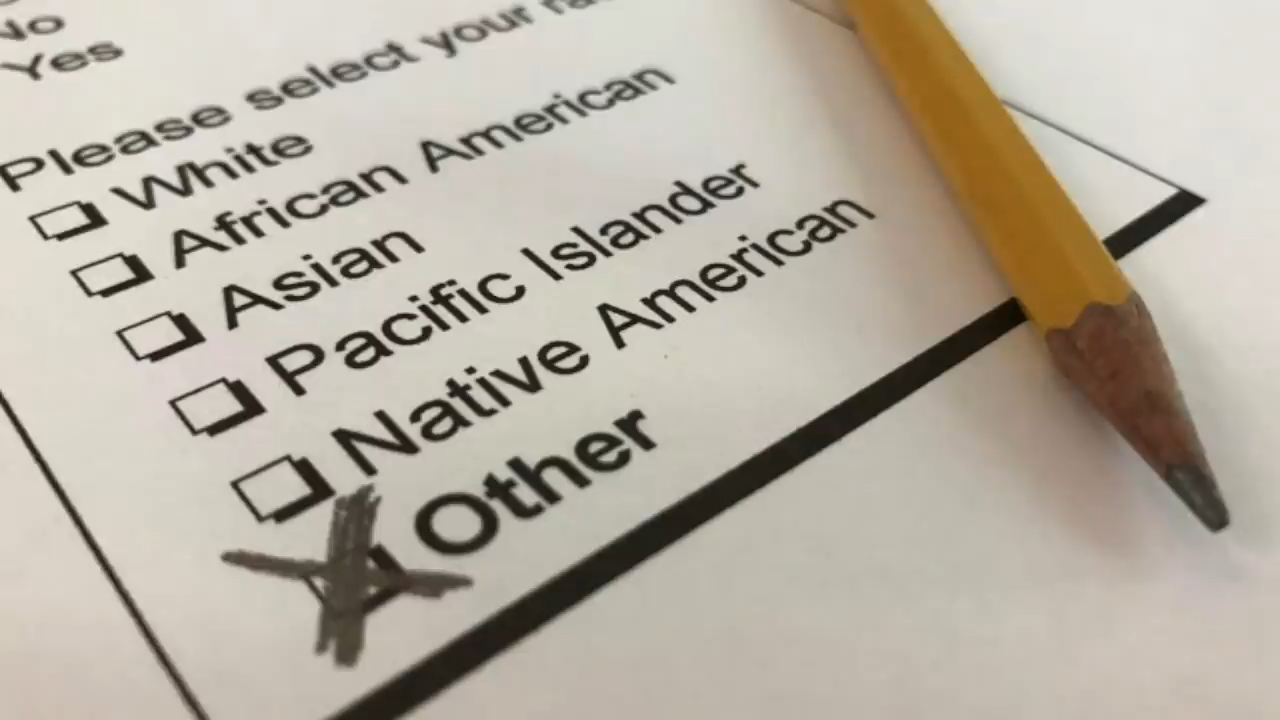 No
Yes
Please select your
White
African American
Asian
Pacific Islander
Native American
Other